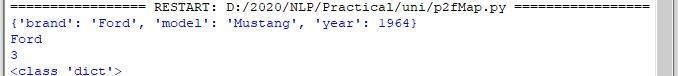 ================= RESTART: D:/2020/NLP/Practical/uni/p2fMap.py =================
{'brand': 'Ford', 'model': 'Mustang', 'year': 1964}
Ford
3
<class 'dict'>